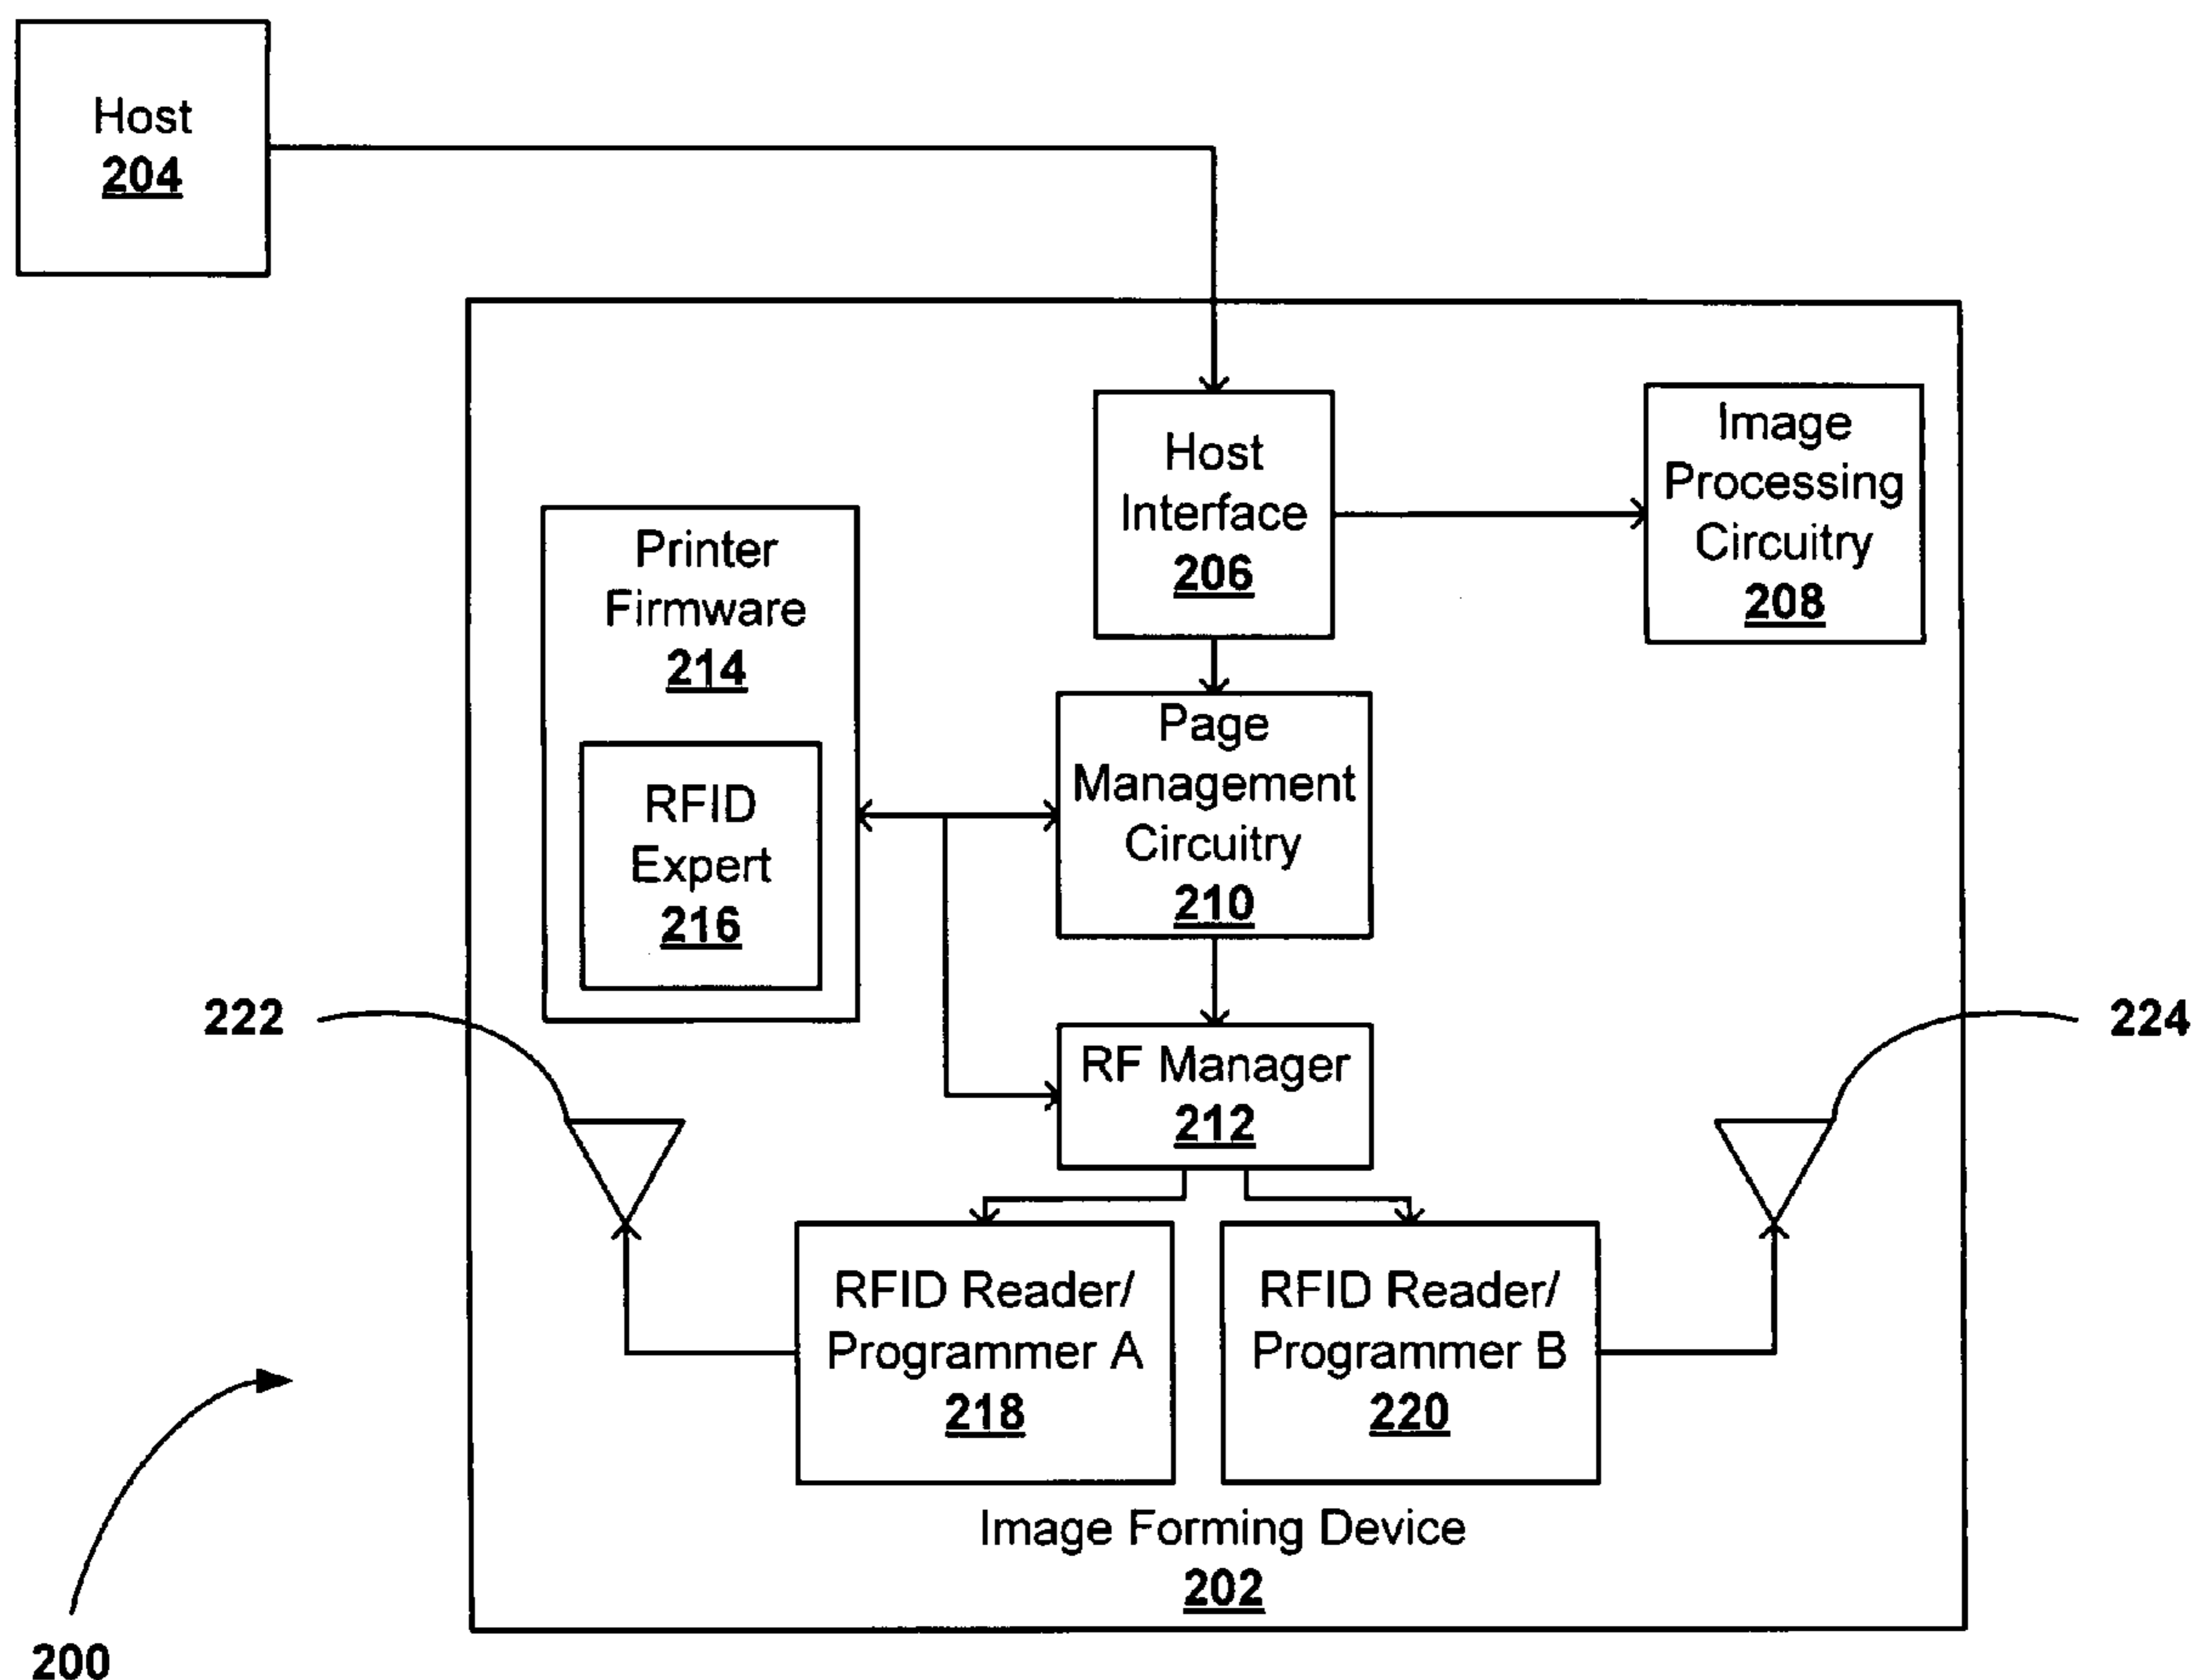 Host
204
Host
Interface
206
Image
Processing
Circuitry
208
Printer
Firmware
214
RFID
Expert
216
Page
Management
Circuitry
210
222
224
RF Manager
212
RFID Reader/
Programmer A
218
RFID Reader/
Programmer B
220
Image Forming Device
202
200